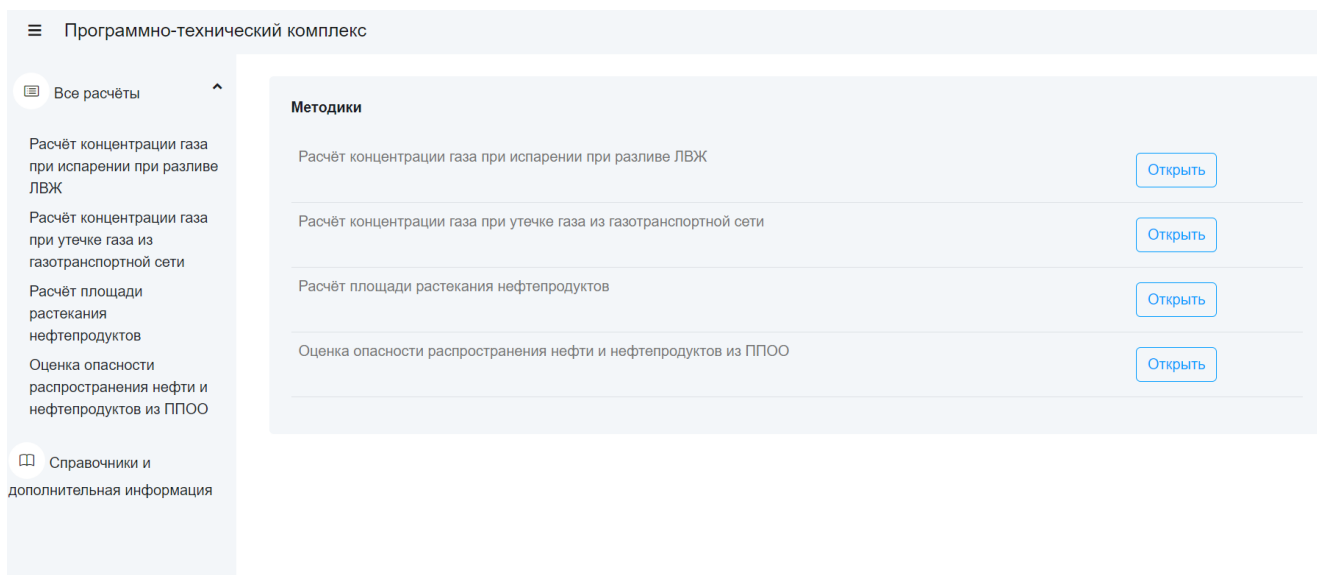 Программно-технический комплекс
Все расчёты
Расчёт концентрации газа
при испарении при разливе
ЛВЖ
Расчёт концентрации газа
при утечке газа из
газотранспортной сети
Расчёт площади
растекания
нефтепродуктов
Оценка опасности
распространения нефти и
нефтепродуктов из ППОО
Справочники и
дополнительная информация
Методики
Расчёт концентрации газа при испарении при разливе ЛВЖ
Открыть
Расчёт концентрации газа при утечке газа из газотранспортной сети
Открыть
Расчёт площади растекания нефтепродуктов
Открыть
Оценка опасности распространения нефти и нефтепродуктов из ППОО
Открыть